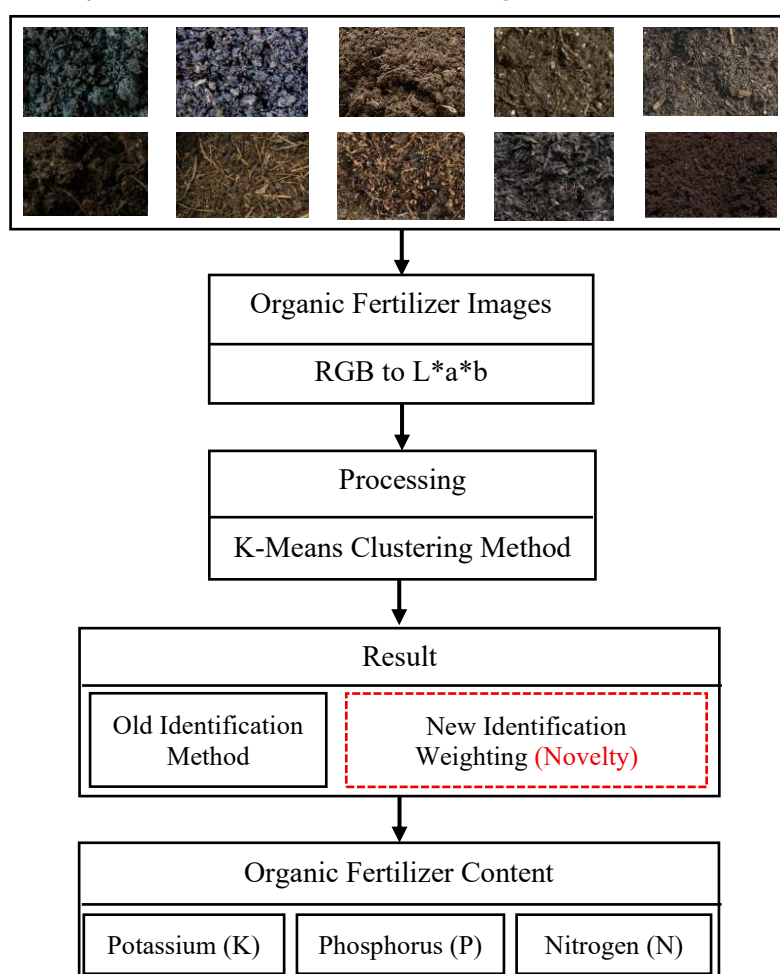 Organic Fertilizer Images
RGB to L*a*b
Processing
K-Means Clustering Method
Result
Old Identification
Method
New Identification
Weighting (Novelty)
Organic Fertilizer Content
Potassium (K)
Phosphorus (P)
Nitrogen (N)